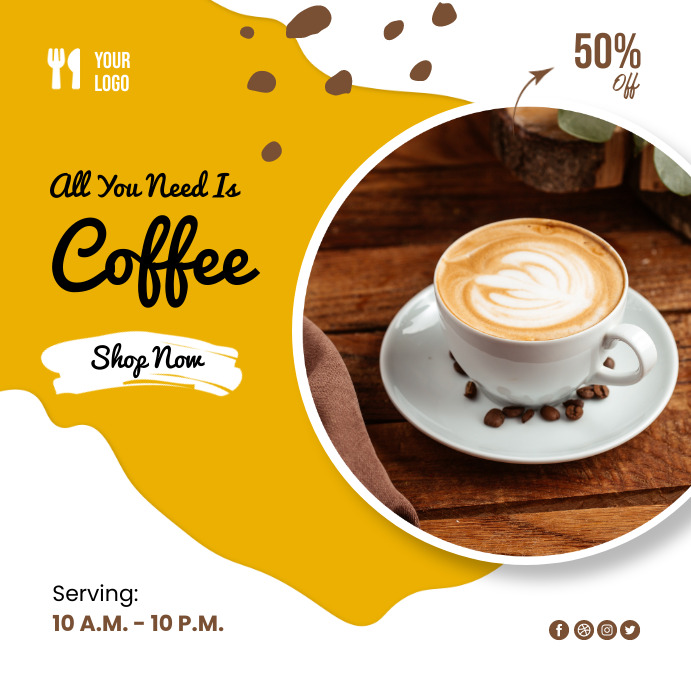 YOUR
LOGO
50%
Off
All You Need Is
Coffee
Shop Now
Serving:
10 A.M. - 10 P.M.